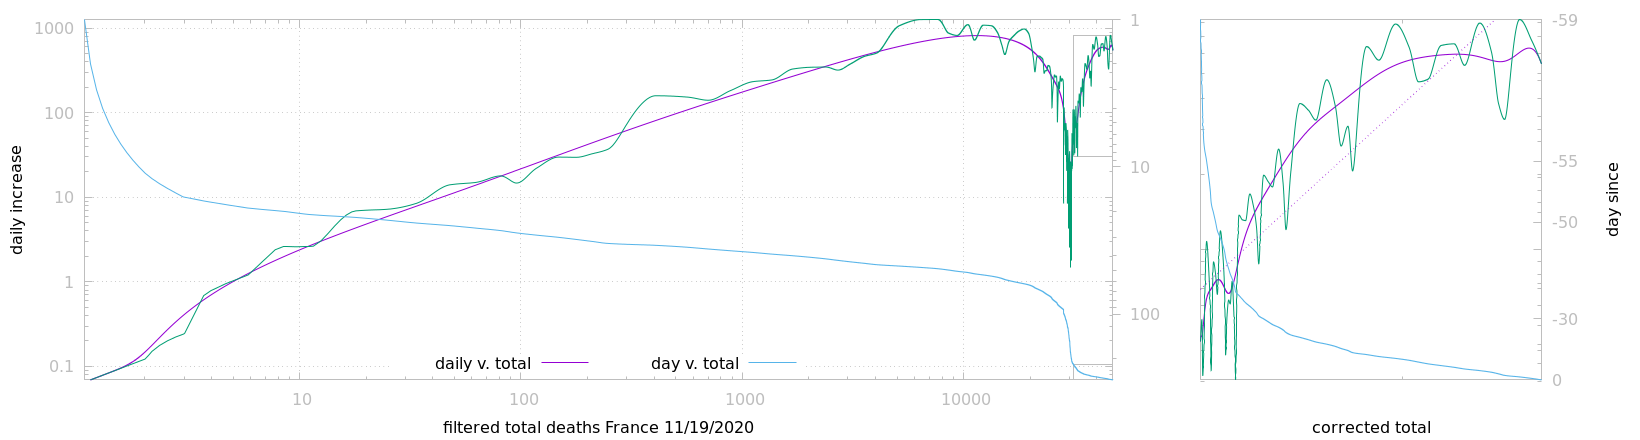 1000
100
10
1
0.1
daily increase
1
10
100
daily v. total
day v. total
10
100
1000
10000
filtered total deaths France 11/19/2020
-59
-55
-50
-30
0
day since
corrected total